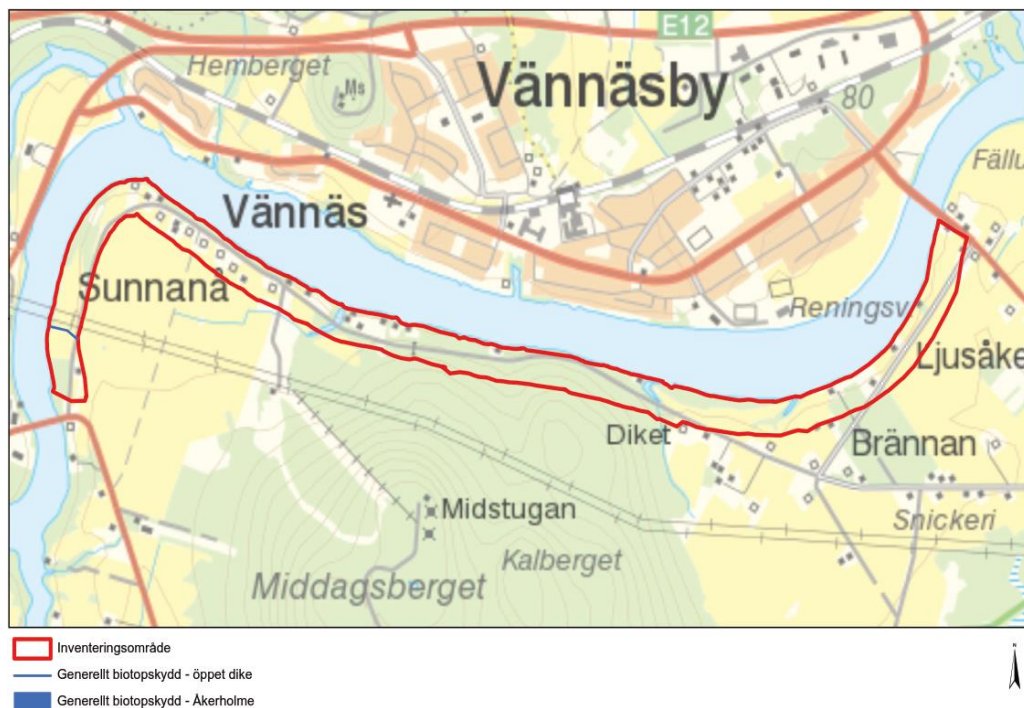 E12
Hemberget
Ms
Vännäsby
80
Fällu
Vännäs
Sunnanå
Reningsv.
Ljusåke
Diket
Brännan
Midstugan
Snickeri
Kalberget
Middagsberget
Inventeringsområde
N
Generellt biotopskydd - öppet dike
Generellt biotopskydd - Åkerholme